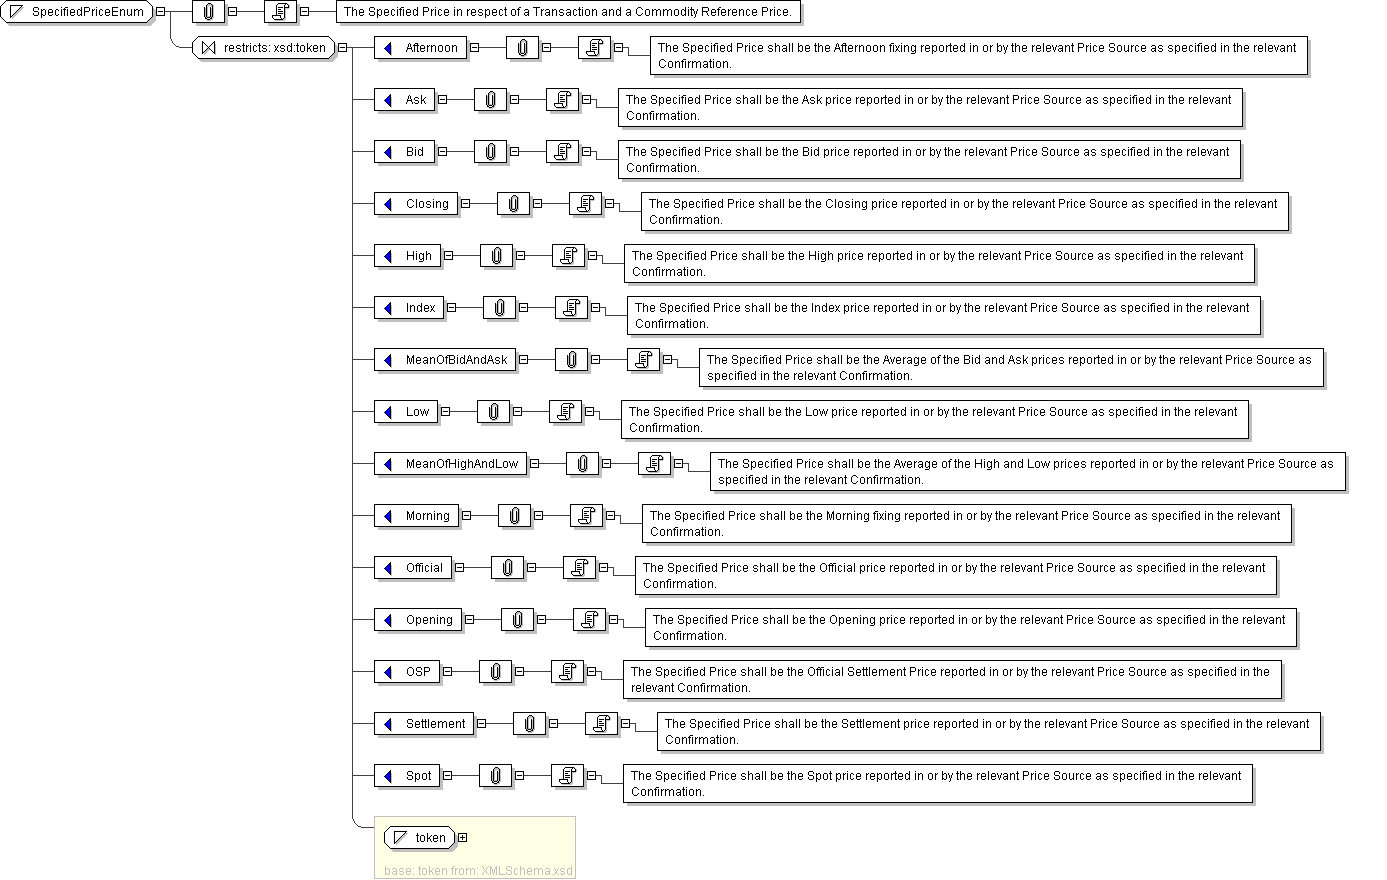 SpecifiedPriceEnum
The Specified Price in respect of a Transaction and a Commodity Reference Price.
restricts: xsd:token
Afternoon
The Specified Price shall be the Afternoon fixing reported in or by the relevant Price Source as specified in the relevant
Confirmation.
Ask
The Specified Price shall be the Ask price reported in or by the relevant Price Source as specified in the relevant
Confirmation.
Bid
The Specified Price shall be the Bid price reported in or by the relevant Price Source as specified in the relevant
Confirmation.
Closing
The Specified Price shall be the Closing price reported in or by the relevant Price Source as specified in the relevant
Confirmation.
High
The Specified Price shall be the High price reported in or by the relevant Price Source as specified in the relevant
Confirmation.
Index
The Specified Price shall be the Index price reported in or by the relevant Price Source as specified in the relevant
Confirmation.
MeanOfBidAndAsk
The Specified Price shall be the Average of the Bid and Ask prices reported in or by the relevant Price Source as
specified in the relevant Confirmation.
Low
The Specified Price shall be the Low price reported in or by the relevant Price Source as specified in the relevant
Confirmation.
MeanOfHighAndLow
The Specified Price shall be the Average of the High and Low prices reported in or by the relevant Price Source as
specified in the relevant Confirmation.
Morning
The Specified Price shall be the Morning fixing reported in or by the relevant Price Source as specified in the relevant
Confirmation.
Official
The Specified Price shall be the Official price reported in or by the relevant Price Source as specified in the relevant
Confirmation.
Opening
The Specified Price shall be the Opening price reported in or by the relevant Price Source as specified in the relevant
Confirmation.
OSP
The Specified Price shall be the Official Settlement Price reported in or by the relevant Price Source as specified in the
relevant Confirmation.
Settlement
The Specified Price shall be the Settlement price reported in or by the relevant Price Source as specified in the relevant
Confirmation.
Spot
The Specified Price shall be the Spot price reported in or by the relevant Price Source as specified in the relevant
Confirmation.
token
base: token from: XMLSchema.xsd